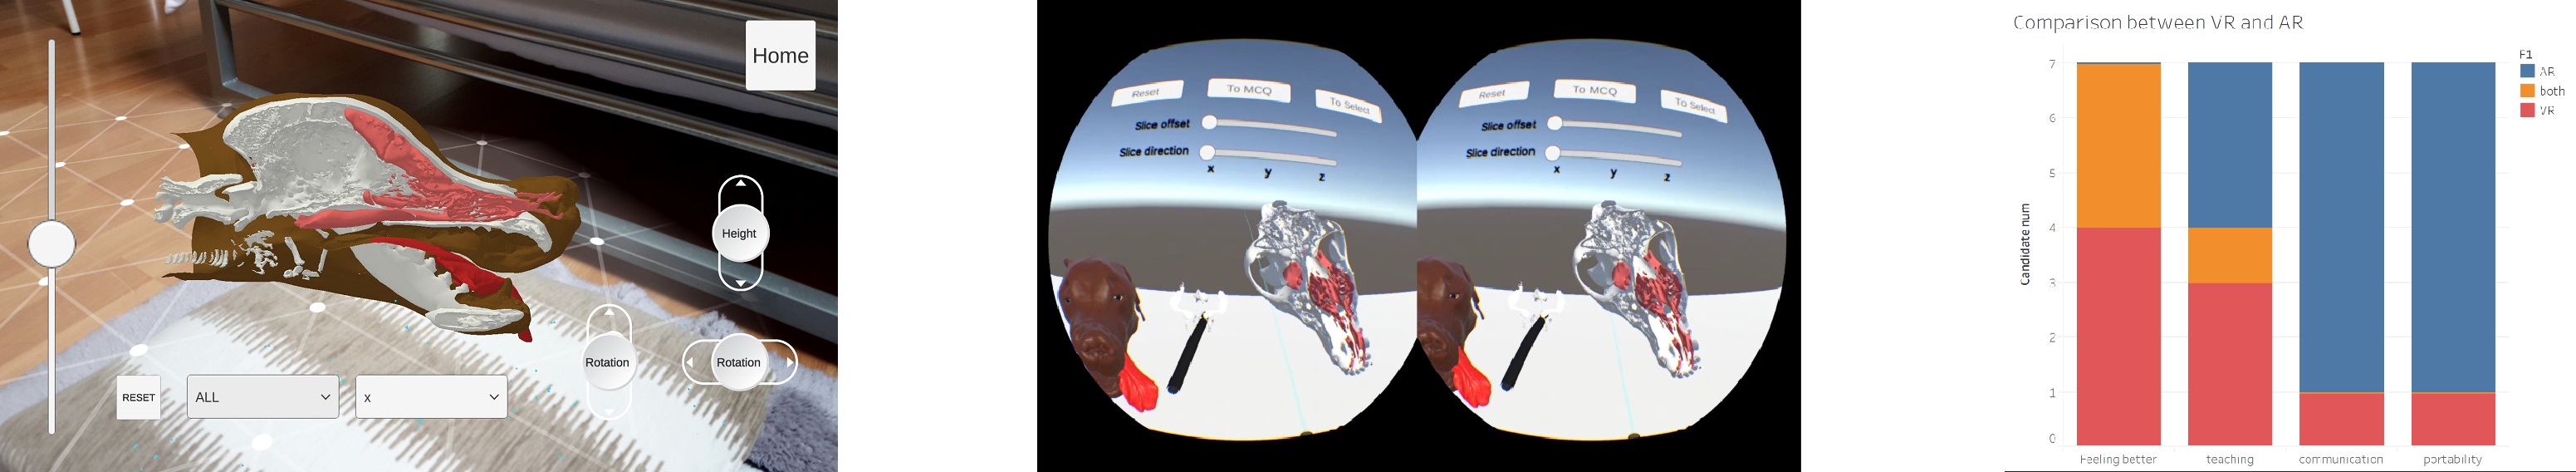 Home
Height
Rotation
Rotation
RESET
ALL
x
Reset
To MCQ
To Select
Slice offset
Slice direction
x y z
Reset
To MCQ
To Select
Slice offset
Slice direction
x y z
Comparison between VR and AR
F1
AR
both
VR
Candidate num
7
6
5
4
3
2
1
0
Feeling better
teaching
communication
portability